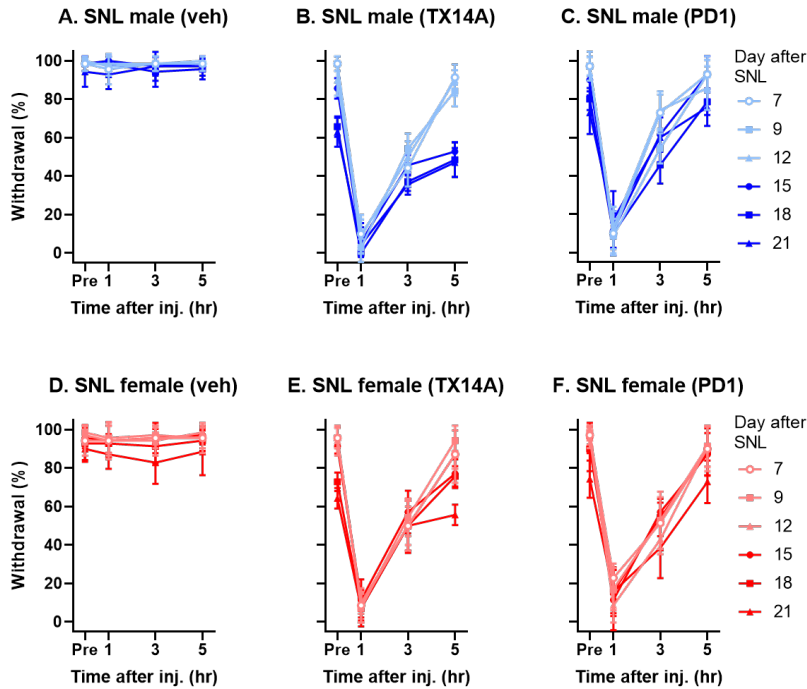 A. SNL male (veh)
B. SNL male (TX14A)
C. SNL male (PD1)
Withdrawal (%)
100
80
60
40
20
0
Pre 1 3 5
Time after inj. (hr)
Pre 1 3 5
Time after inj. (hr)
Pre 1 3 5
Time after inj. (hr)
Day after
SNL
7
9
12
15
18
21
D. SNL female (veh)
E. SNL female (TX14A)
F. SNL female (PD1)
Withdrawal (%)
100
80
60
40
20
0
Pre 1 3 5
Time after inj. (hr)
Pre 1 3 5
Time after inj. (hr)
Pre 1 3 5
Time after inj. (hr)
Day after
SNL
7
9
12
15
18
21